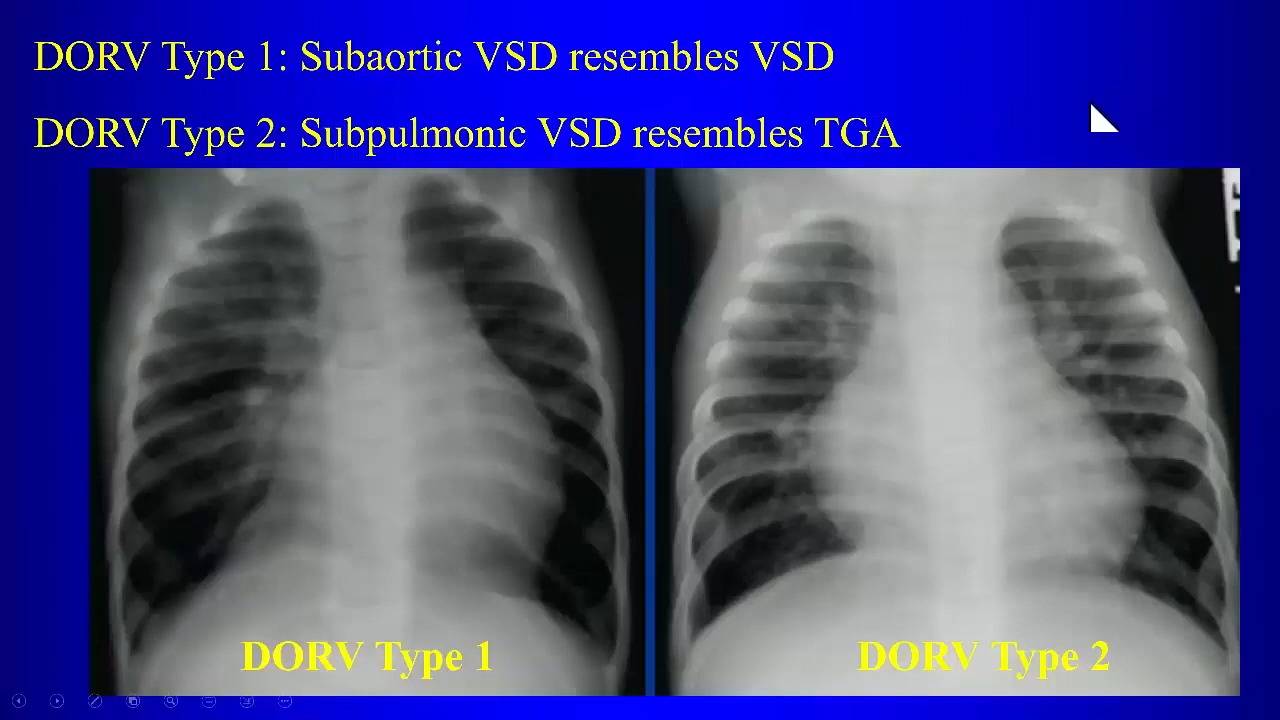 DORV Type 1: Subaortic VSD resembles VSD
DORV Type 2: Subpulmonic VSD resembles TGA
DORV Type 1
DORV Type 2